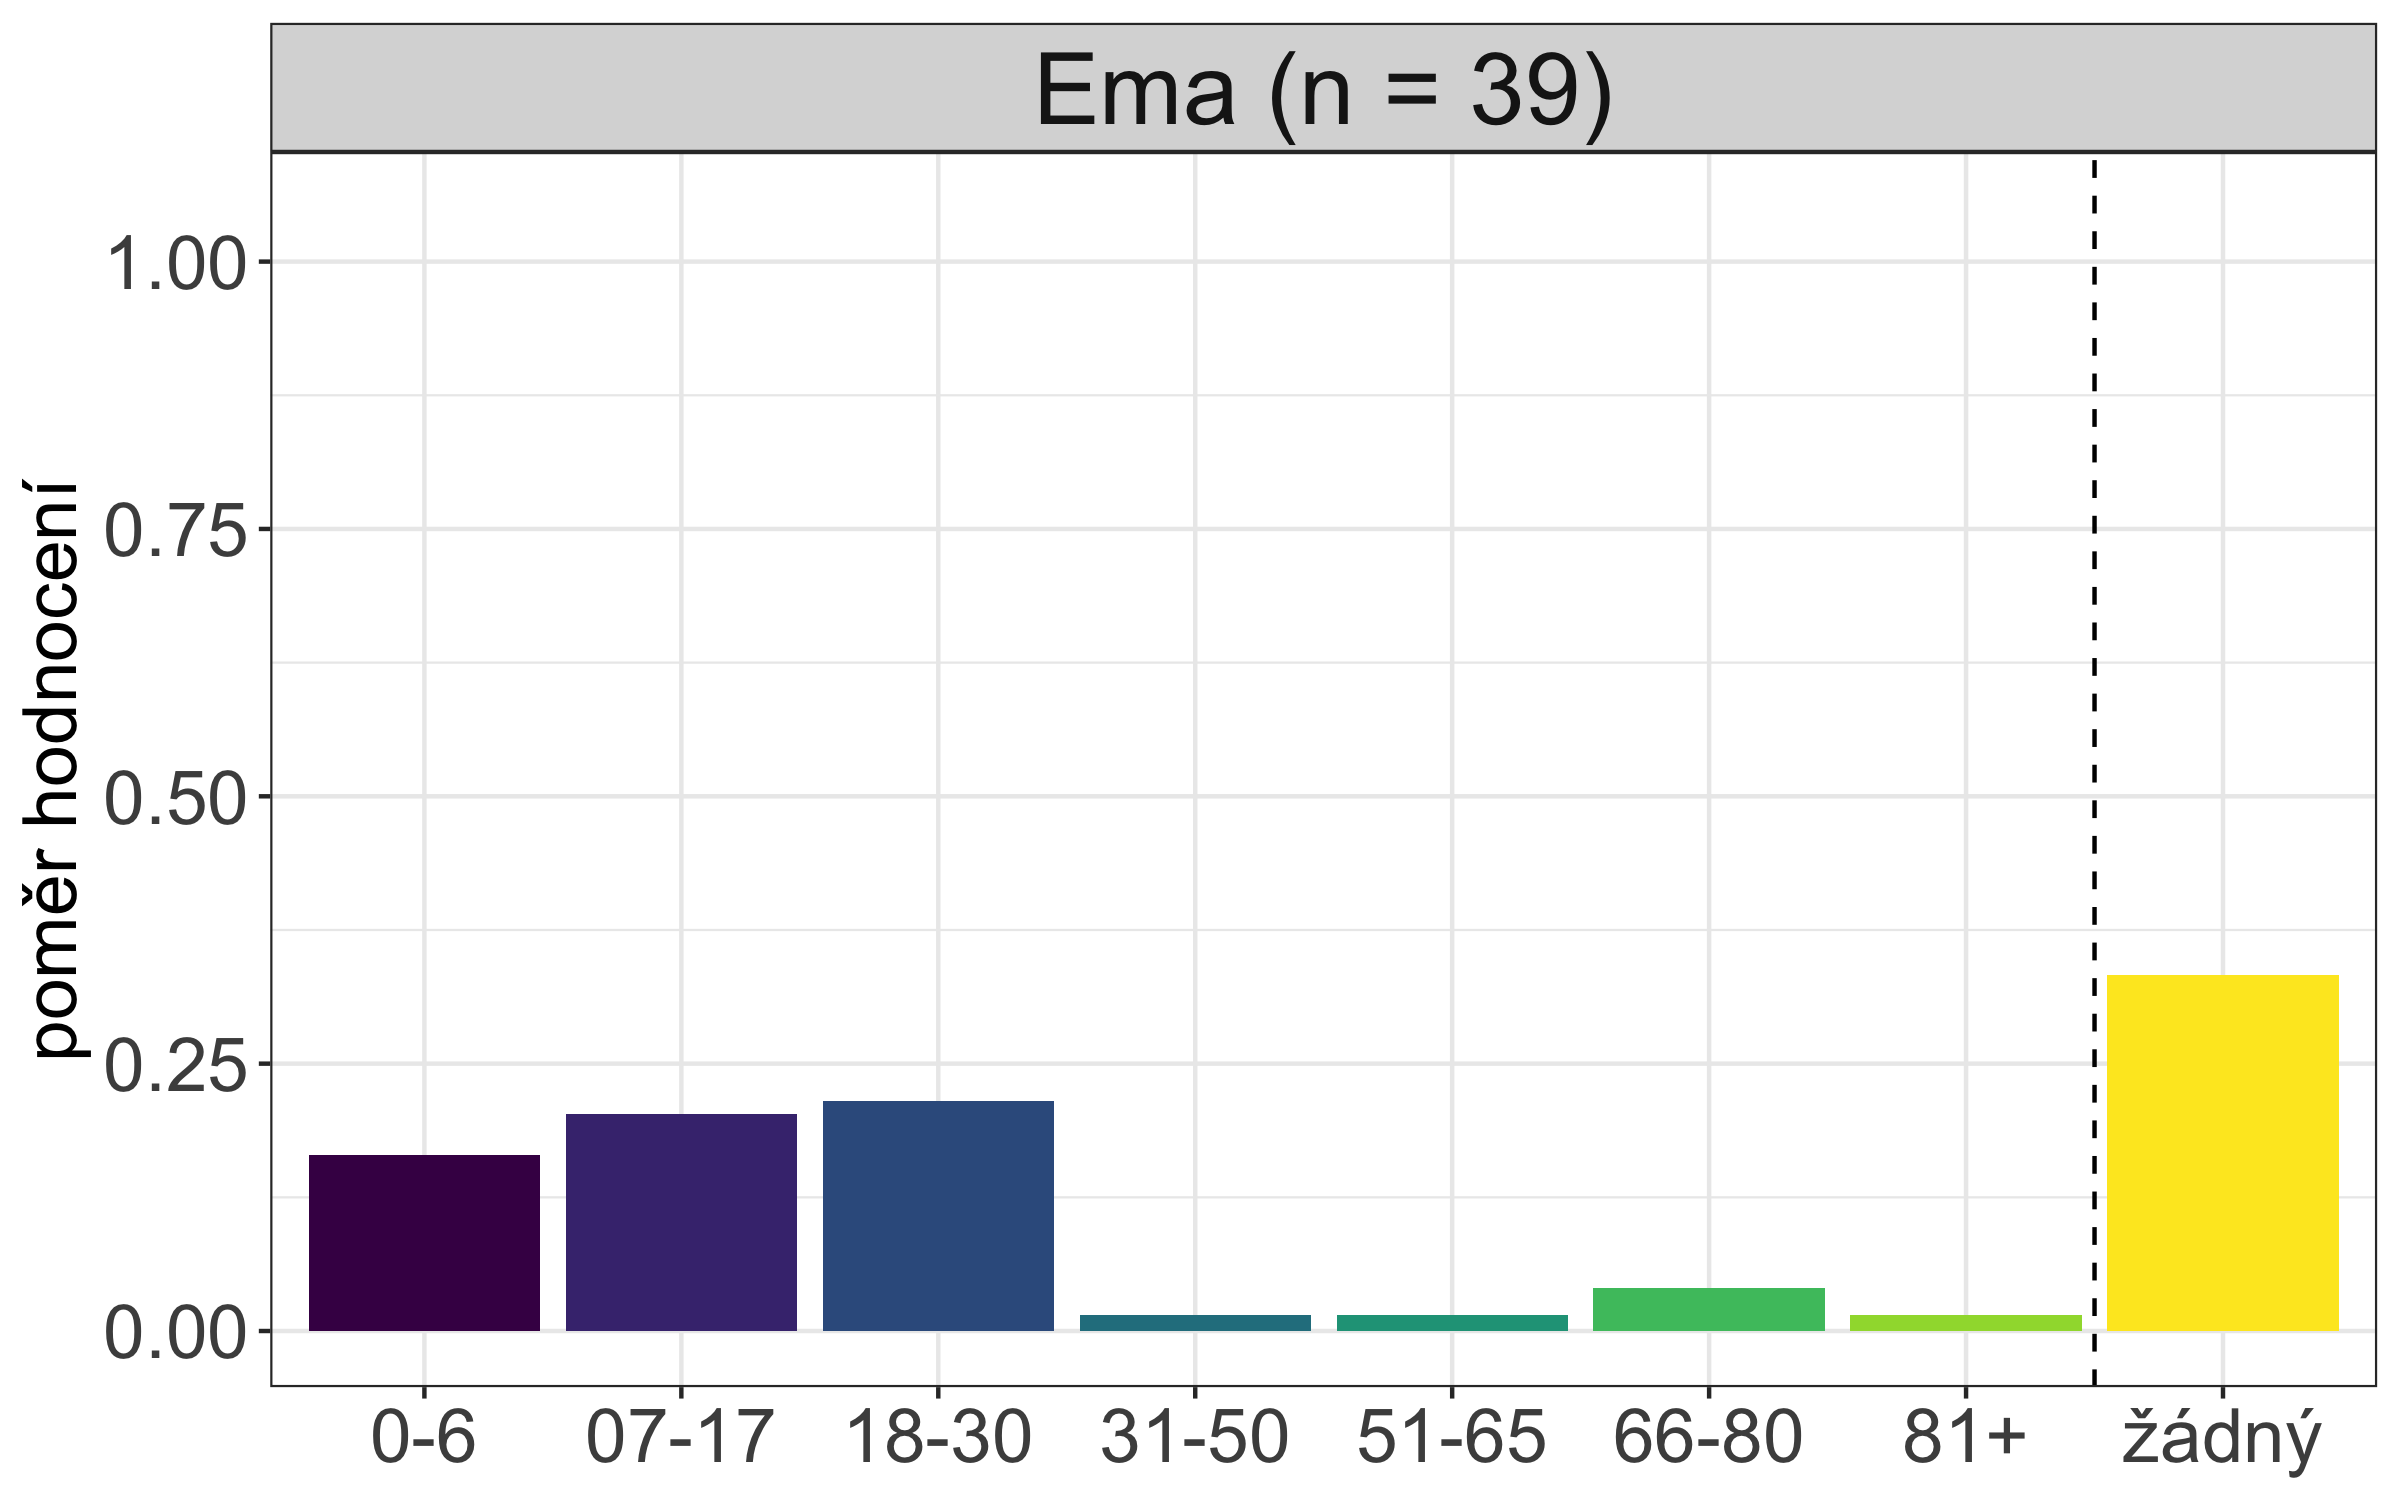 Ema (n = 39)
poměr hodnocení
1.00
0.75
0.50
0.25
0.00
0-6 07-17 18-30 31-50 51-65 66-80 81+ žádný